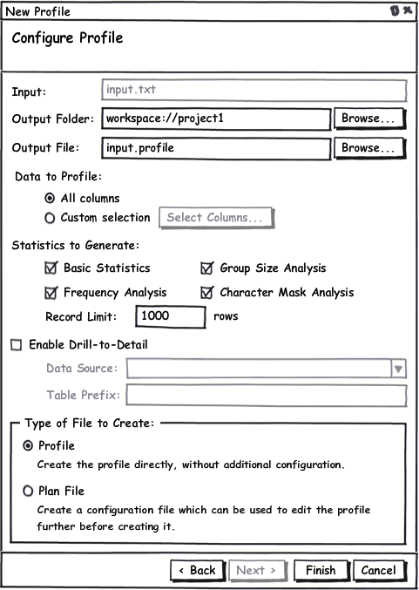 New Profile
Configure Profile
Input: input.txt
Output Folder: workspace://project1 Browse...
Output File: input.profile Browse...
Data to Profile:
All columns
Custom selection Select Columns...
Statistics to Generate:
Basic Statistics Group Size Analysis
Frequency Analysis Character Mask Analysis
Record Limit: 1000 rows
Enable Drill-to-Detail
Data Source:
Table Prefix:
Type of File to Create:
Profile
Create the profile directly, without additional configuration.
Plan File
Create a configuration file which can be used to edit the profile
further before creating it.
< Back Next > Finish Cancel